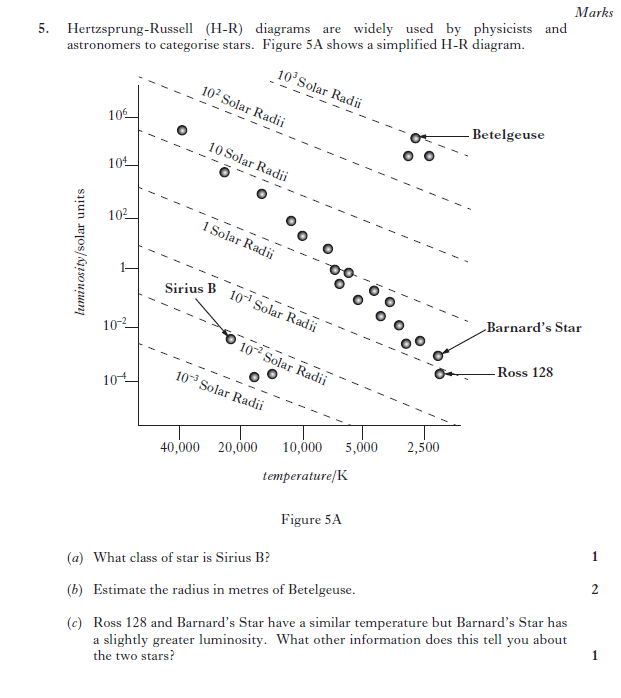 Marks
5. Hertzsprung-Russell (H-R) diagrams are widely used by physicists and
astronomers to categorise stars. Figure 5A shows a simplified H-R diagram.
10³ Solar Radii
10² Solar Radii
10⁶
Betelgeuse
10 Solar Radii
10⁴
10²
1 Solar Radii
luminosity/solar units
1
Sirius B
10⁻¹ Solar Radii
10⁻²
Barnard's Star
10⁻² Solar Radii
Ross 128
10⁻⁴
10⁻³ Solar Radii
40,000 20,000 10,000 5,000 2,500
temperature/K
Figure 5A
(a) What class of star is Sirius B? 1
(b) Estimate the radius in metres of Betelgeuse. 2
(c) Ross 128 and Barnard's Star have a similar temperature but Barnard's Star has
a slightly greater luminosity. What other information does this tell you about
the two stars? 1